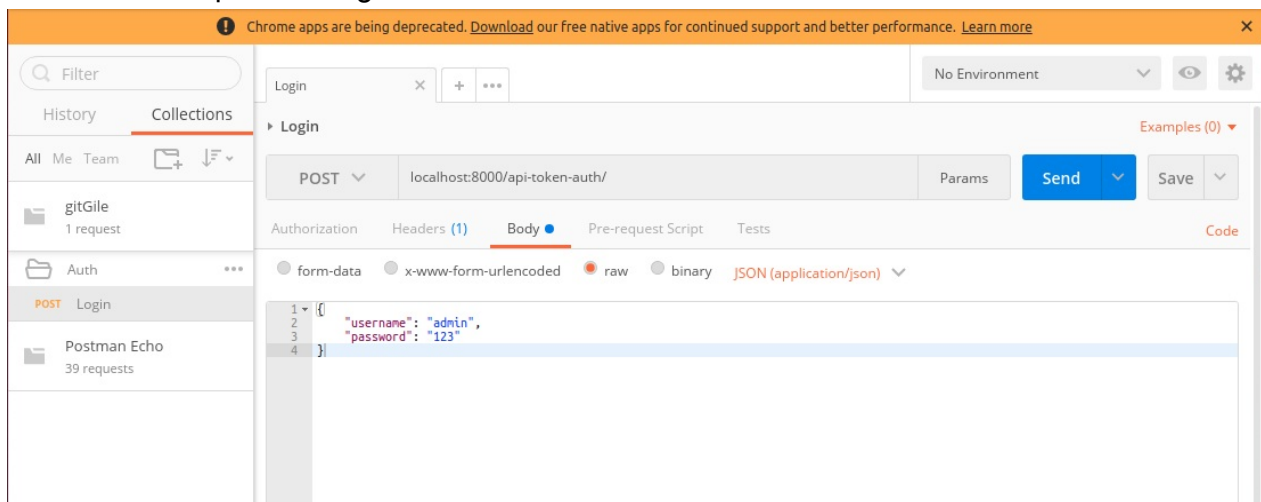 Chrome apps are being deprecated. Download our free native apps for continued support and better performance. Learn more
Filter
History Collections
All Me Team
gitGile
1 request
Auth
POST Login
Postman Echo
39 requests
Login
No Environment
Login
Examples (0)
POST localhost:8000/api-token-auth/ Params Send Save
Authorization Headers (1) Body Pre-request Script Tests Code
form-data x-www-form-urlencoded raw binary JSON (application/json)
1 {
2 "username": "admin",
3 "password": "123"
4 }